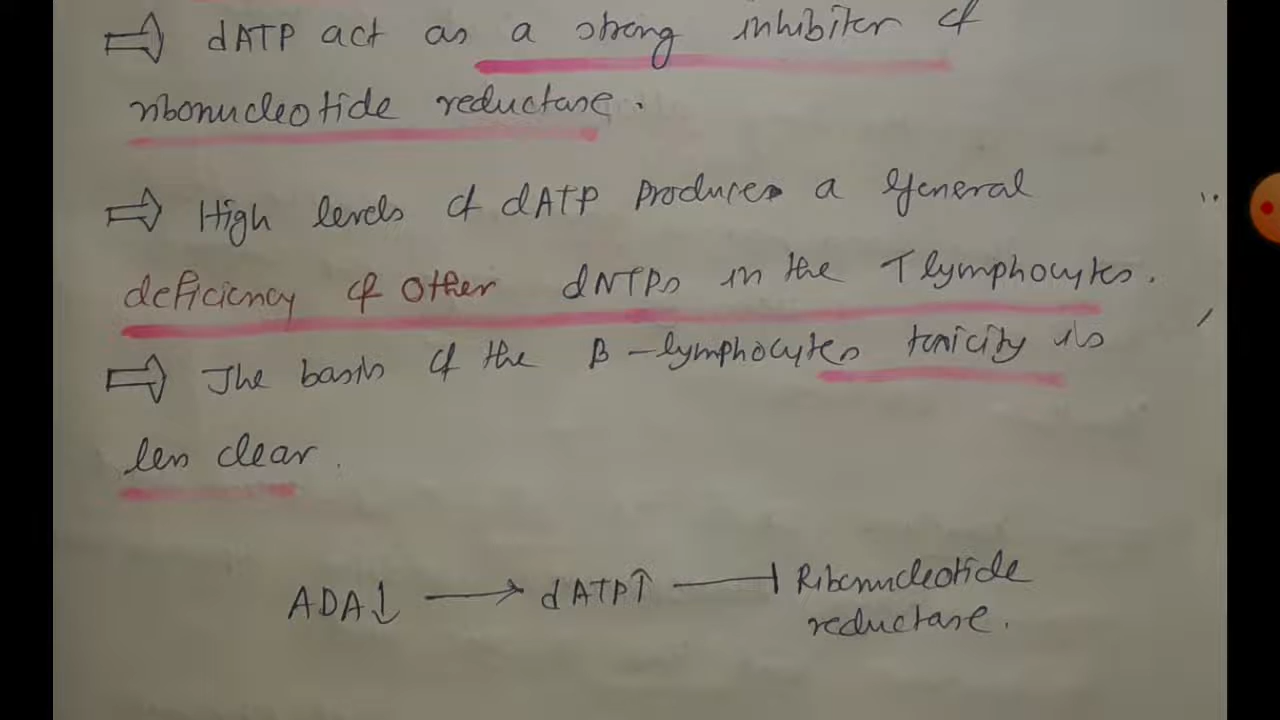 ⇒ dATP act as a strong inhibitor of
ribonucleotide reductase.
⇒ High levels of dATP produces a general
deficiency of other dNTPs in the T lymphocytes.
⇒ The basis of the B-lymphocytes toxicity is
less clear.
ADA↓ → dATP↑ ⊣ Ribonucleotide
reductase.